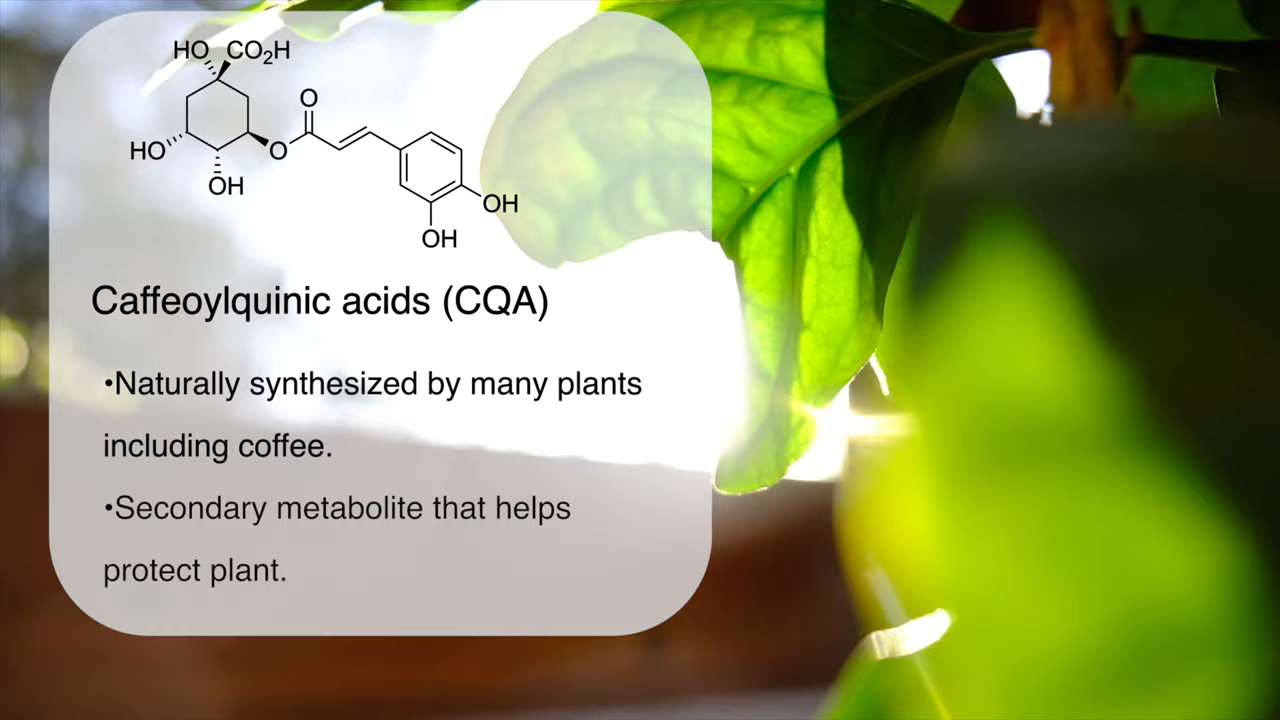 HO CO₂H
O
HO
O
OH
OH
OH
Caffeoylquinic acids (CQA)
•Naturally synthesized by many plants
including coffee.
•Secondary metabolite that helps
protect plant.